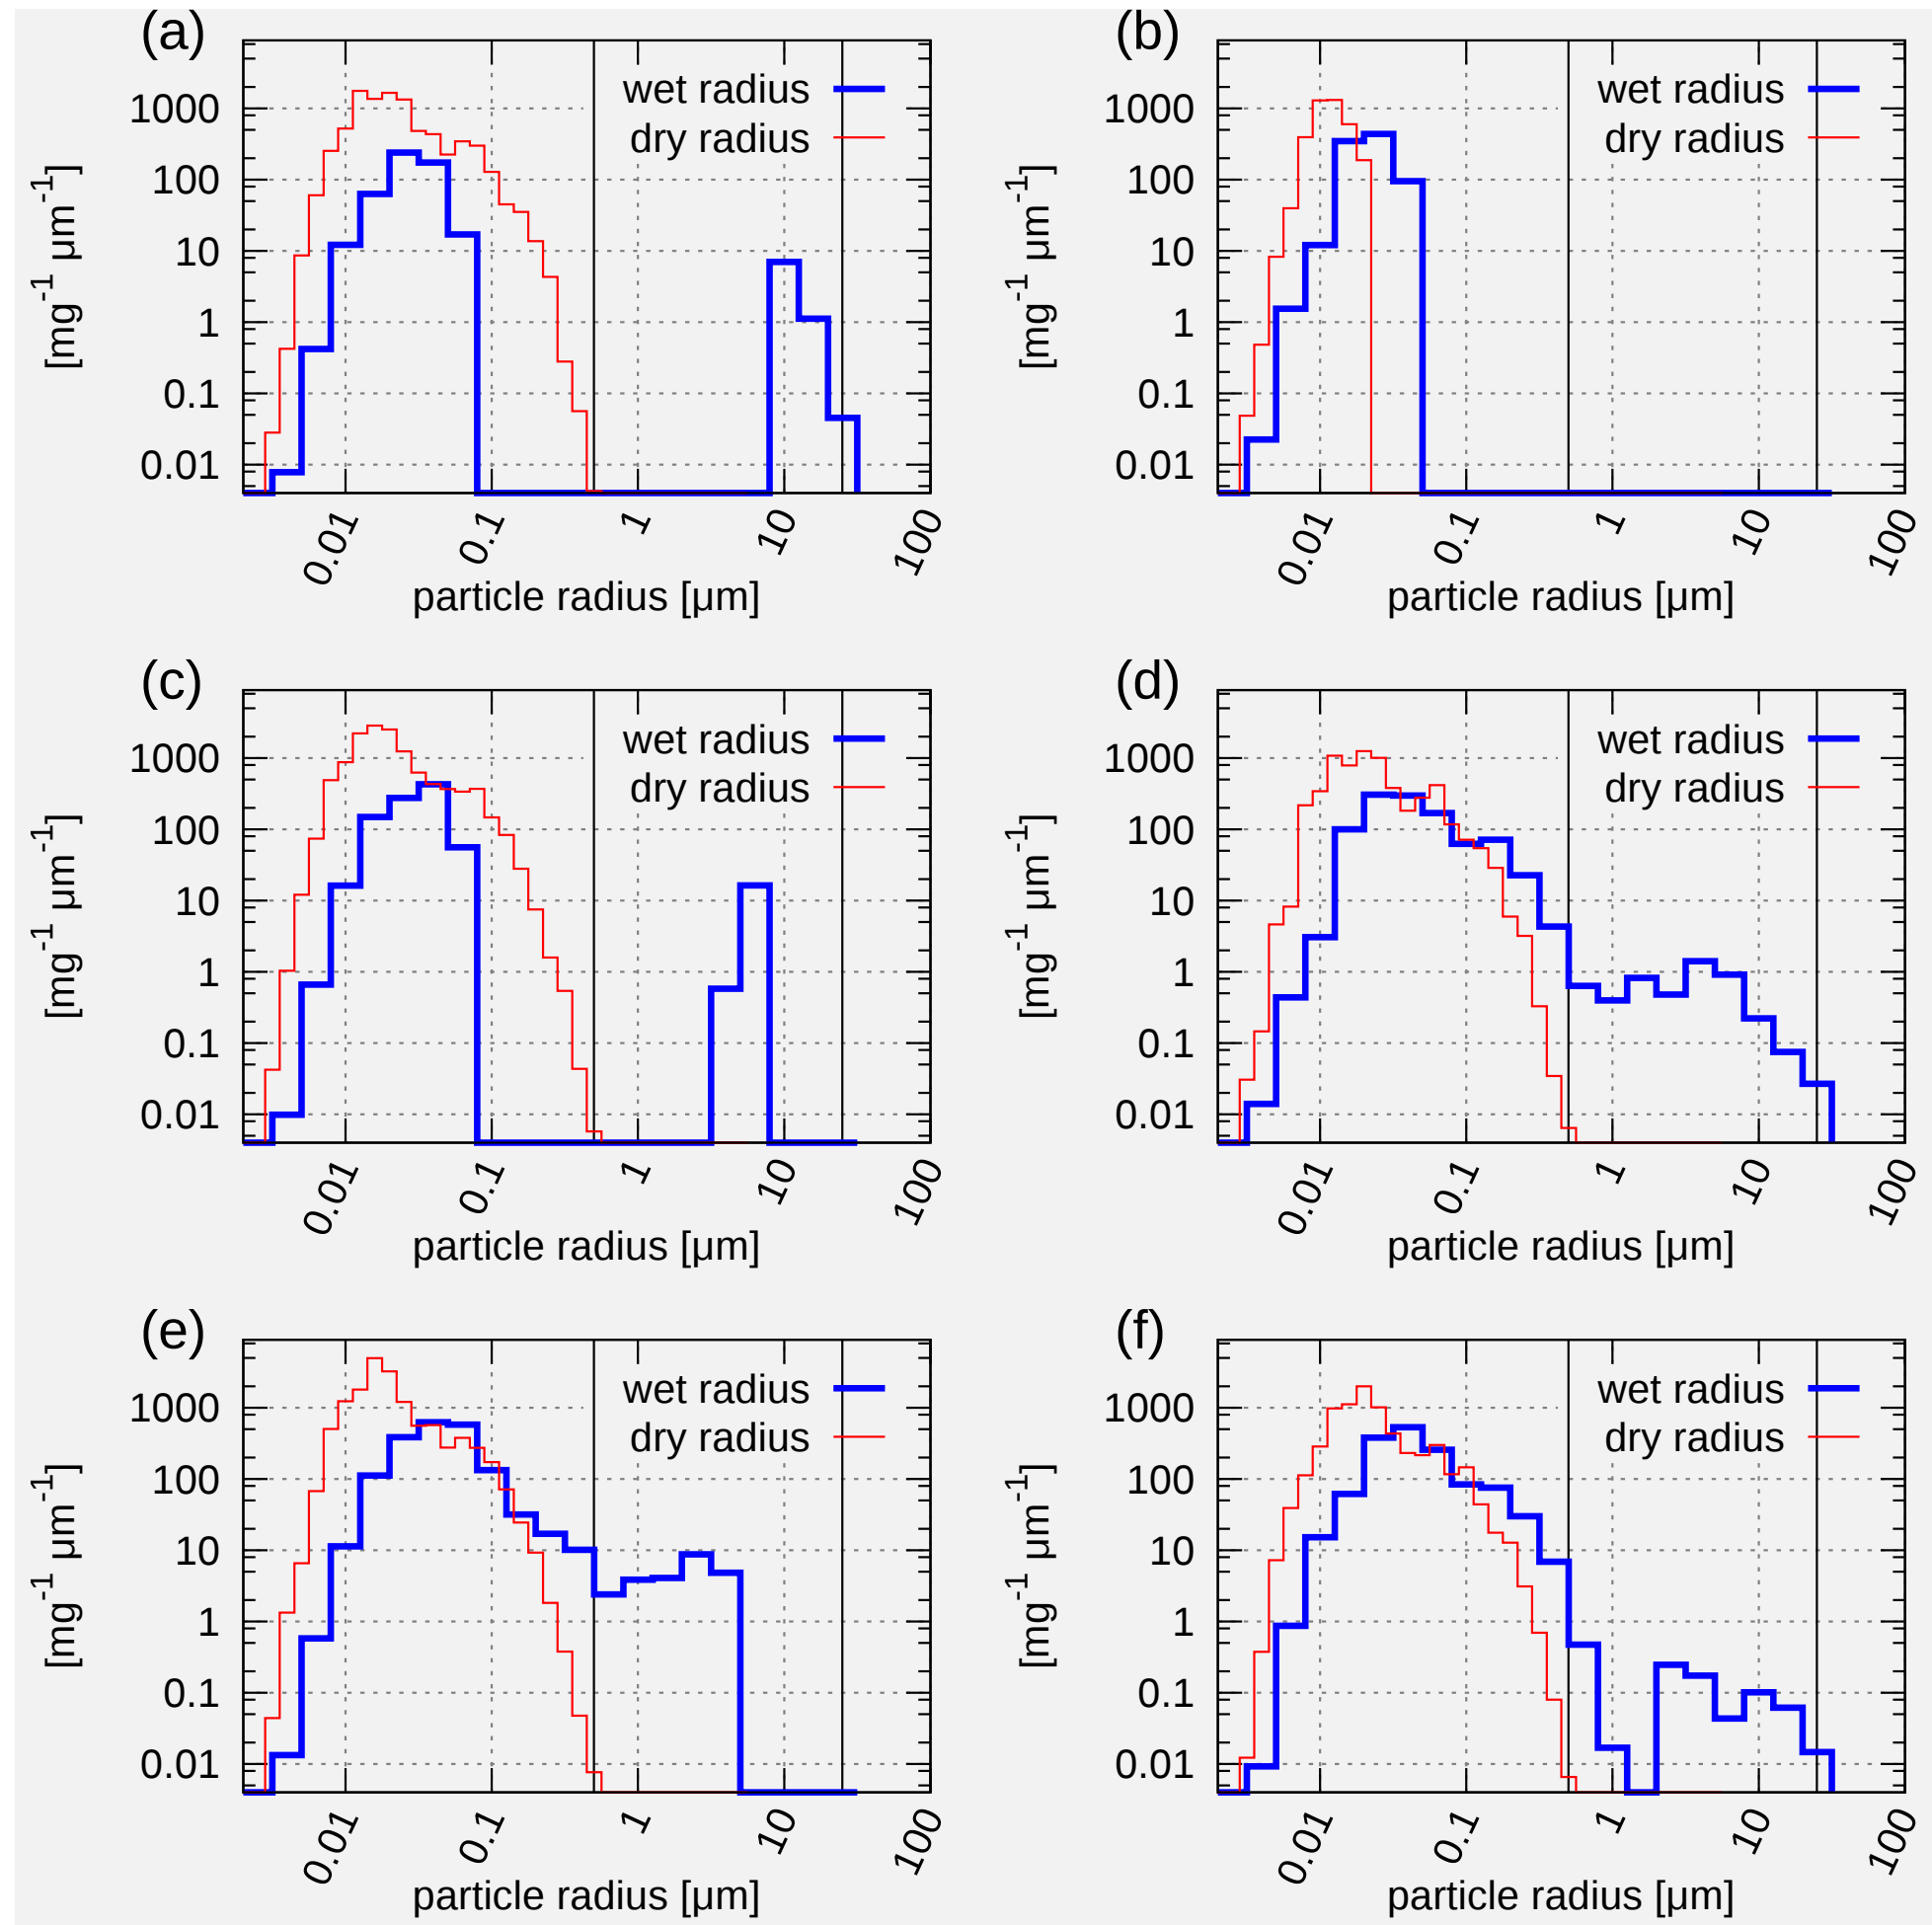 (a)
wet radius
dry radius
1000
100
10
1
0.1
0.01
[mg⁻¹ μm⁻¹]
0.01 0.1 1 10 100
particle radius [μm]
(b)
wet radius
dry radius
1000
100
10
1
0.1
0.01
[mg⁻¹ μm⁻¹]
0.01 0.1 1 10 100
particle radius [μm]
(c)
wet radius
dry radius
1000
100
10
1
0.1
0.01
[mg⁻¹ μm⁻¹]
0.01 0.1 1 10 100
particle radius [μm]
(d)
wet radius
dry radius
1000
100
10
1
0.1
0.01
[mg⁻¹ μm⁻¹]
0.01 0.1 1 10 100
particle radius [μm]
(e)
wet radius
dry radius
1000
100
10
1
0.1
0.01
[mg⁻¹ μm⁻¹]
0.01 0.1 1 10 100
particle radius [μm]
(f)
wet radius
dry radius
1000
100
10
1
0.1
0.01
[mg⁻¹ μm⁻¹]
0.01 0.1 1 10 100
particle radius [μm]